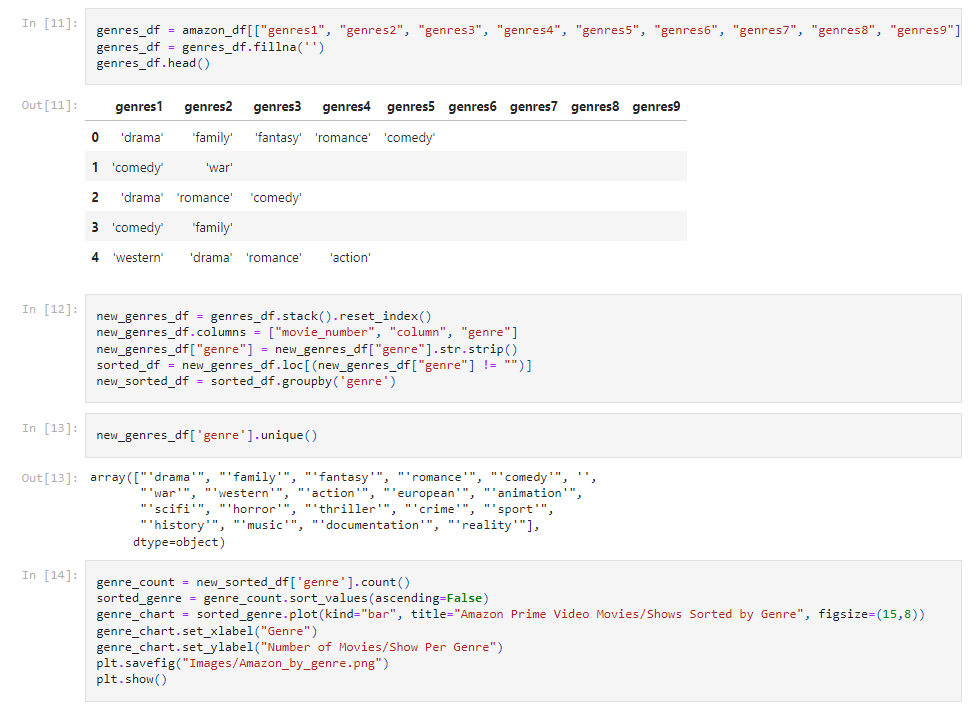 In [11]:
genres_df = amazon_df[["genres1", "genres2", "genres3", "genres4", "genres5", "genres6", "genres7", "genres8", "genres9"]
genres_df = genres_df.fillna('')
genres_df.head()
Out[11]:
genres1 genres2 genres3 genres4 genres5 genres6 genres7 genres8 genres9
0 'drama' 'family' 'fantasy' 'romance' 'comedy'
1 'comedy' 'war'
2 'drama' 'romance' 'comedy'
3 'comedy' 'family'
4 'western' 'drama' 'romance' 'action'
In [12]:
new_genres_df = genres_df.stack().reset_index()
new_genres_df.columns = ["movie_number", "column", "genre"]
new_genres_df["genre"] = new_genres_df["genre"].str.strip()
sorted_df = new_genres_df.loc[(new_genres_df["genre"] != "")]
new_sorted_df = sorted_df.groupby('genre')
In [13]:
new_genres_df['genre'].unique()
Out[13]:
array(["'drama'", "'family'", "'fantasy'", "'romance'", "'comedy'", '',
"'war'", "'western'", "'action'", "'european'", "'animation'",
"'scifi'", "'horror'", "'thriller'", "'crime'", "'sport'",
"'history'", "'music'", "'documentation'", "'reality'"],
dtype=object)
In [14]:
genre_count = new_sorted_df['genre'].count()
sorted_genre = genre_count.sort_values(ascending=False)
genre_chart = sorted_genre.plot(kind="bar", title="Amazon Prime Video Movies/Shows Sorted by Genre", figsize=(15,8))
genre_chart.set_xlabel("Genre")
genre_chart.set_ylabel("Number of Movies/Show Per Genre")
plt.savefig("Images/Amazon_by_genre.png")
plt.show()